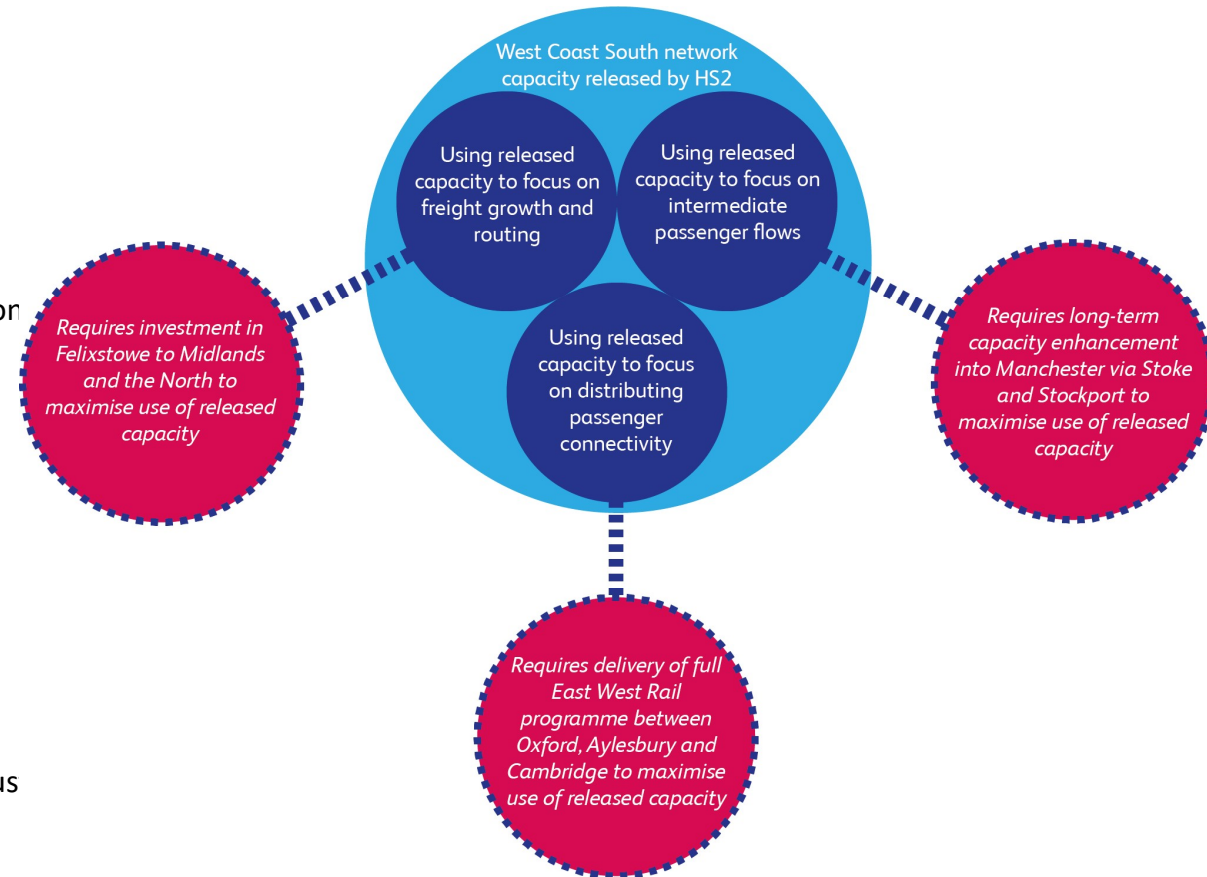 West Coast South network
capacity released by HS2
Using released
capacity to focus on
freight growth and
routing
Using released
capacity to focus on
intermediate
passenger flows
Using released
capacity to focus
on distributing
passenger
connectivity
on
Requires investment in
Felixstowe to Midlands
and the North to
maximise use of released
capacity
Requires long-term
capacity enhancement
into Manchester via Stoke
and Stockport to
maximise use of released
capacity
Requires delivery of full
East West Rail
programme between
Oxford, Aylesbury and
Cambridge to maximise
use of released capacity
us